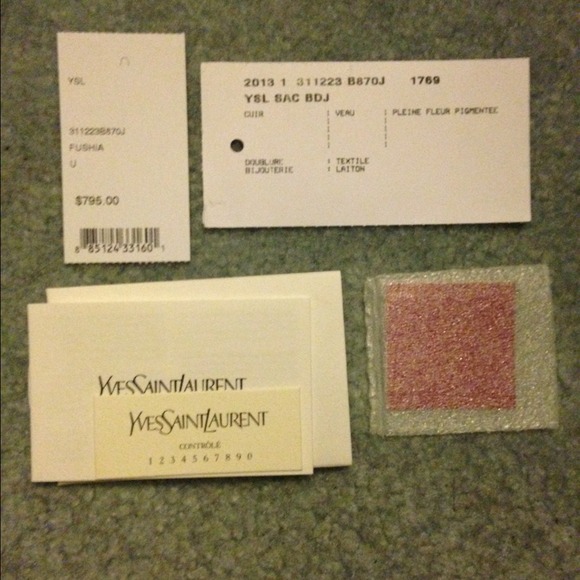 YSL
311223B870J
FUSHIA
U
$795.00
8 85124 33160 1
2013 1 311223 B870J 1769
YSL SAC BDJ
CUIR VEAU PLEINE FLEUR PIGMENTEE
DOUBLURE TEXTILE
BIJOUTERIE LAITON
YVESSAINTLAURENT
YVESSAINTLAURENT
CONTRÔLE
1 2 3 4 5 6 7 8 9 0